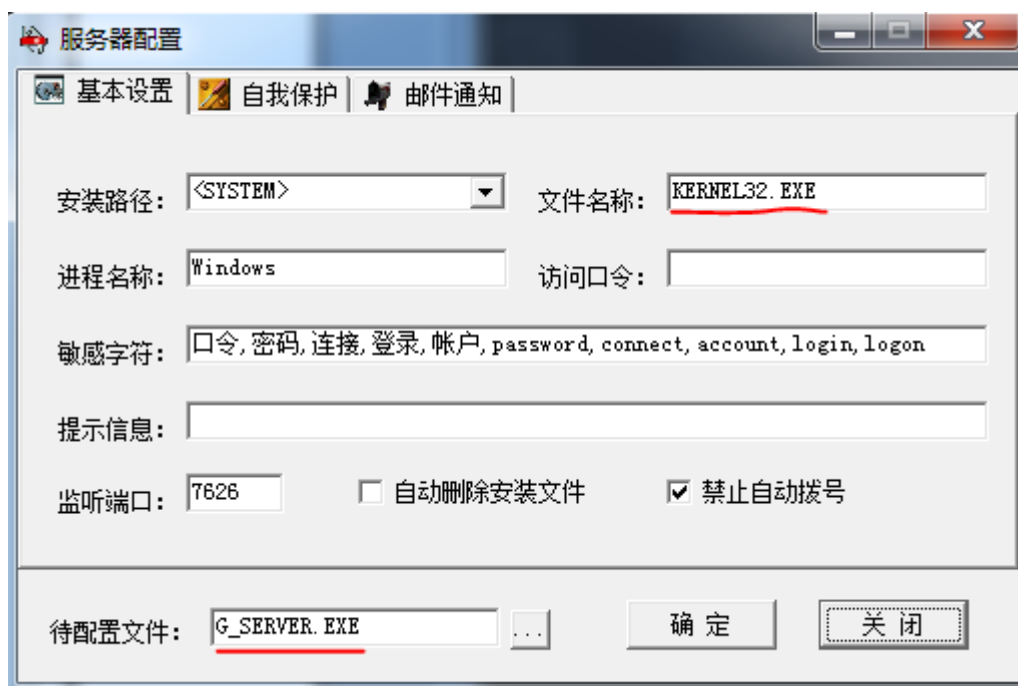 服务器配置
基本设置 自我保护 邮件通知
安装路径： <SYSTEM> 文件名称： KERNEL32.EXE
进程名称： Windows 访问口令：
敏感字符： 口令,密码,连接,登录,帐户,password,connect,account,login,logon
提示信息：
监听端口： 7626 自动删除安装文件 禁止自动拨号
待配置文件： G_SERVER.EXE ... 确定 关闭